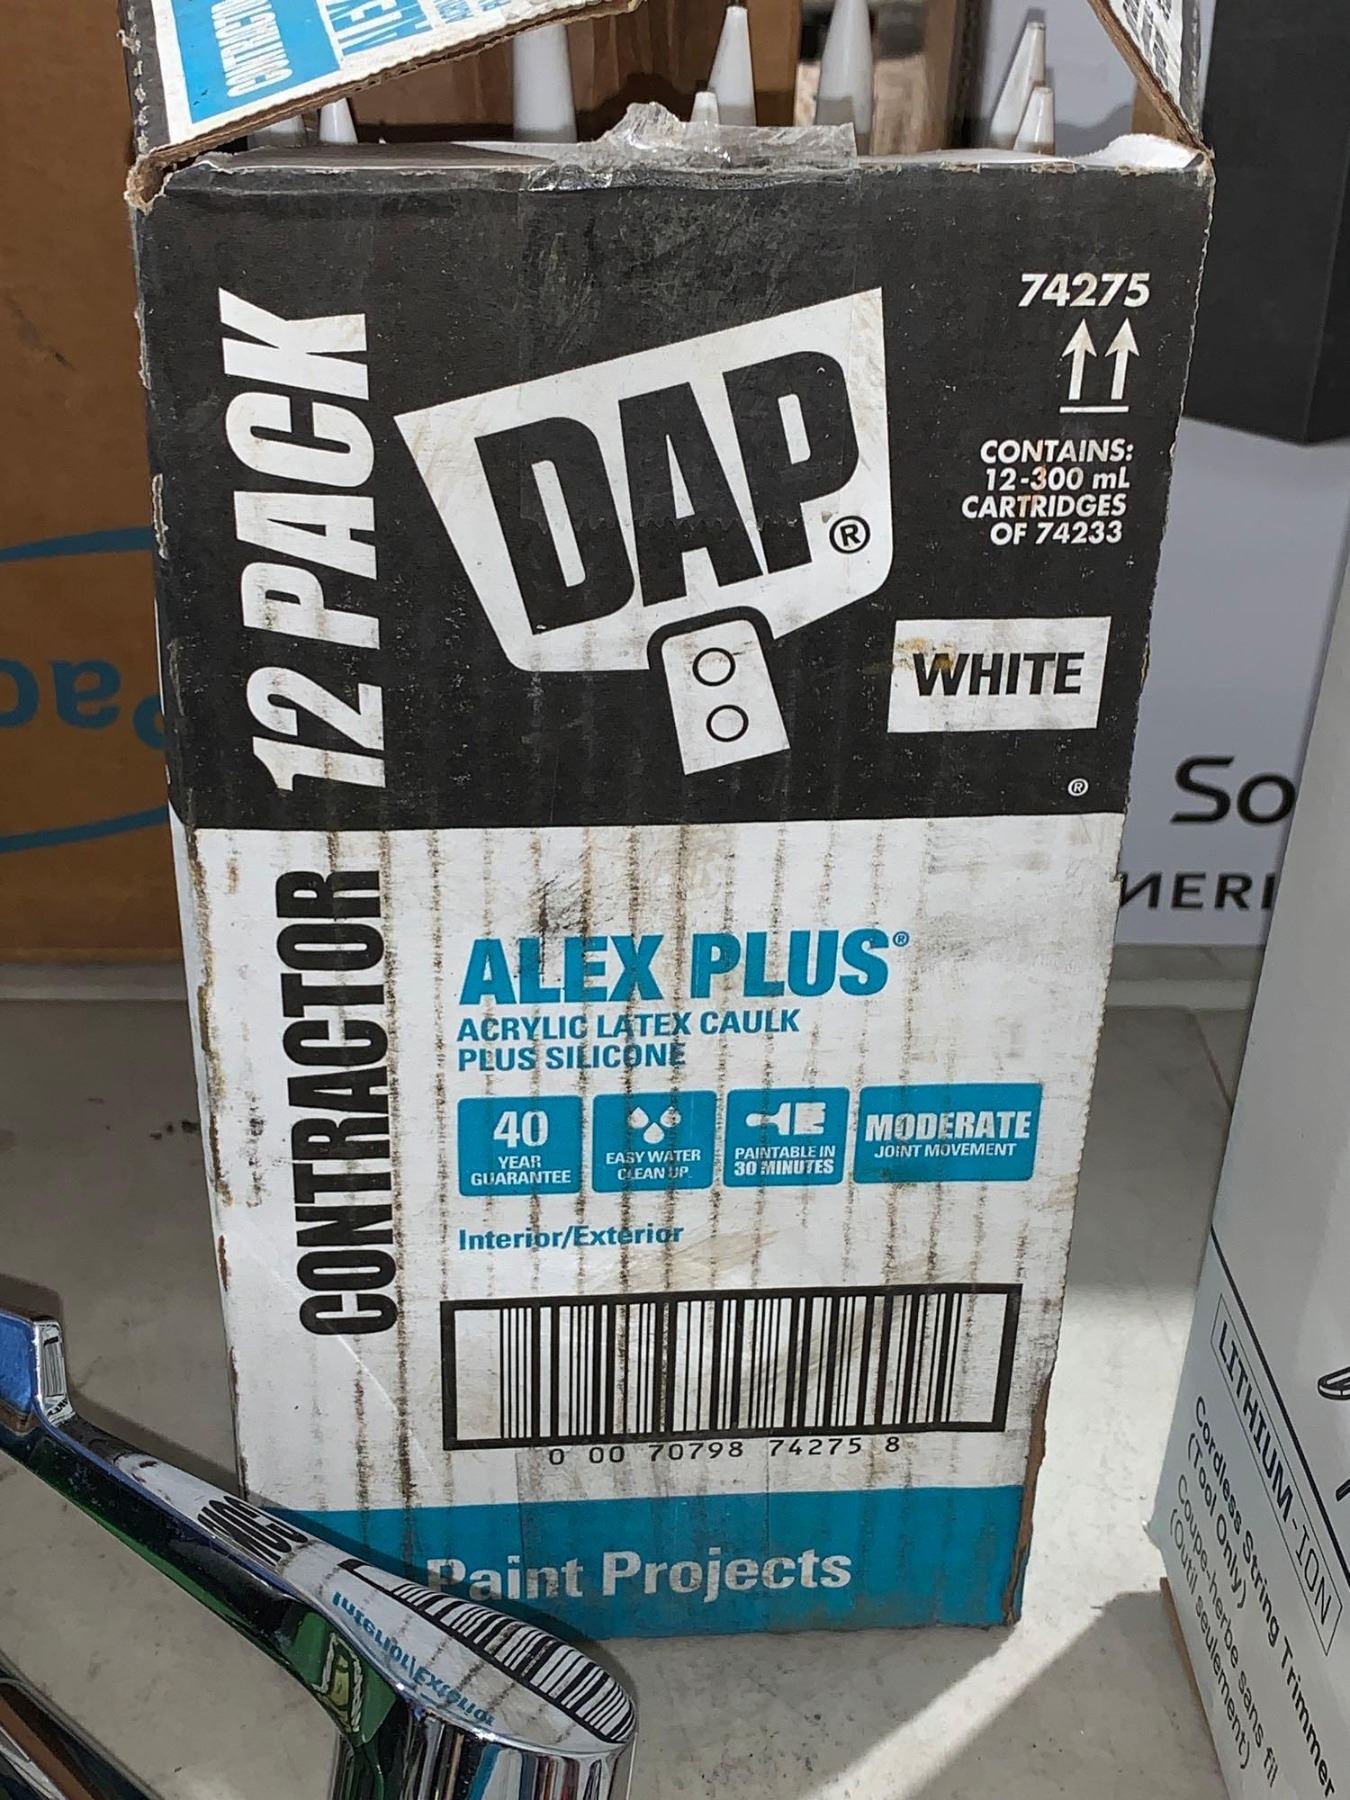 CONTRACTOR
CONTRACTOR 12 PACK
DAP®
74275
CONTAINS:
12-300 mL
CARTRIDGES
OF 74233
WHITE
®
ALEX PLUS®
ACRYLIC LATEX CAULK
PLUS SILICONE
40
YEAR
GUARANTEE
EASY WATER
CLEAN UP
PAINTABLE IN
30 MINUTES
MODERATE
JOINT MOVEMENT
Interior/Exterior
0 00 70798 74275 8
Paint Projects
So
LITHIUM-ION
Cordless String Trimmer
(Tool Only)
Coupe-herbe sans fil
(Outil seulement)